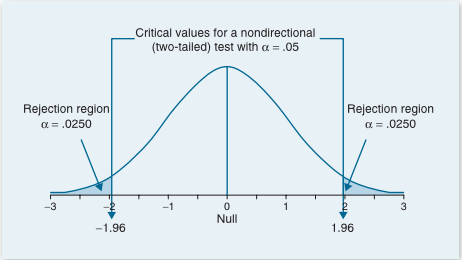 Critical values for a nondirectional
(two-tailed) test with α = .05
Rejection region
α = .0250
Rejection region
α = .0250
−3 −2 −1 0 1 2 3
Null
−1.96 1.96